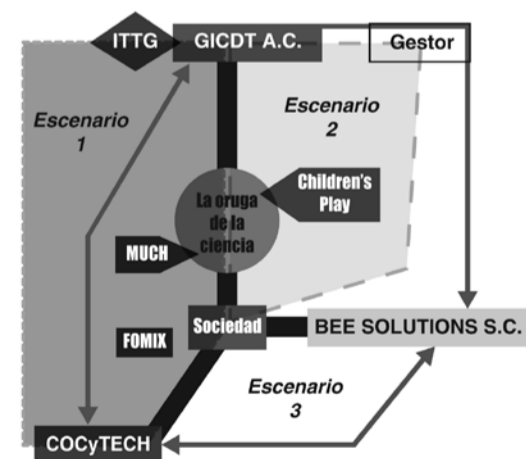 ITTG
GICDT A.C.
Gestor
Escenario
1
Escenario
2
Children's
Play
La oruga
de la
ciencia
MUCH
Sociedad
BEE SOLUTIONS S.C.
FOMIX
Escenario
3
COCyTECH